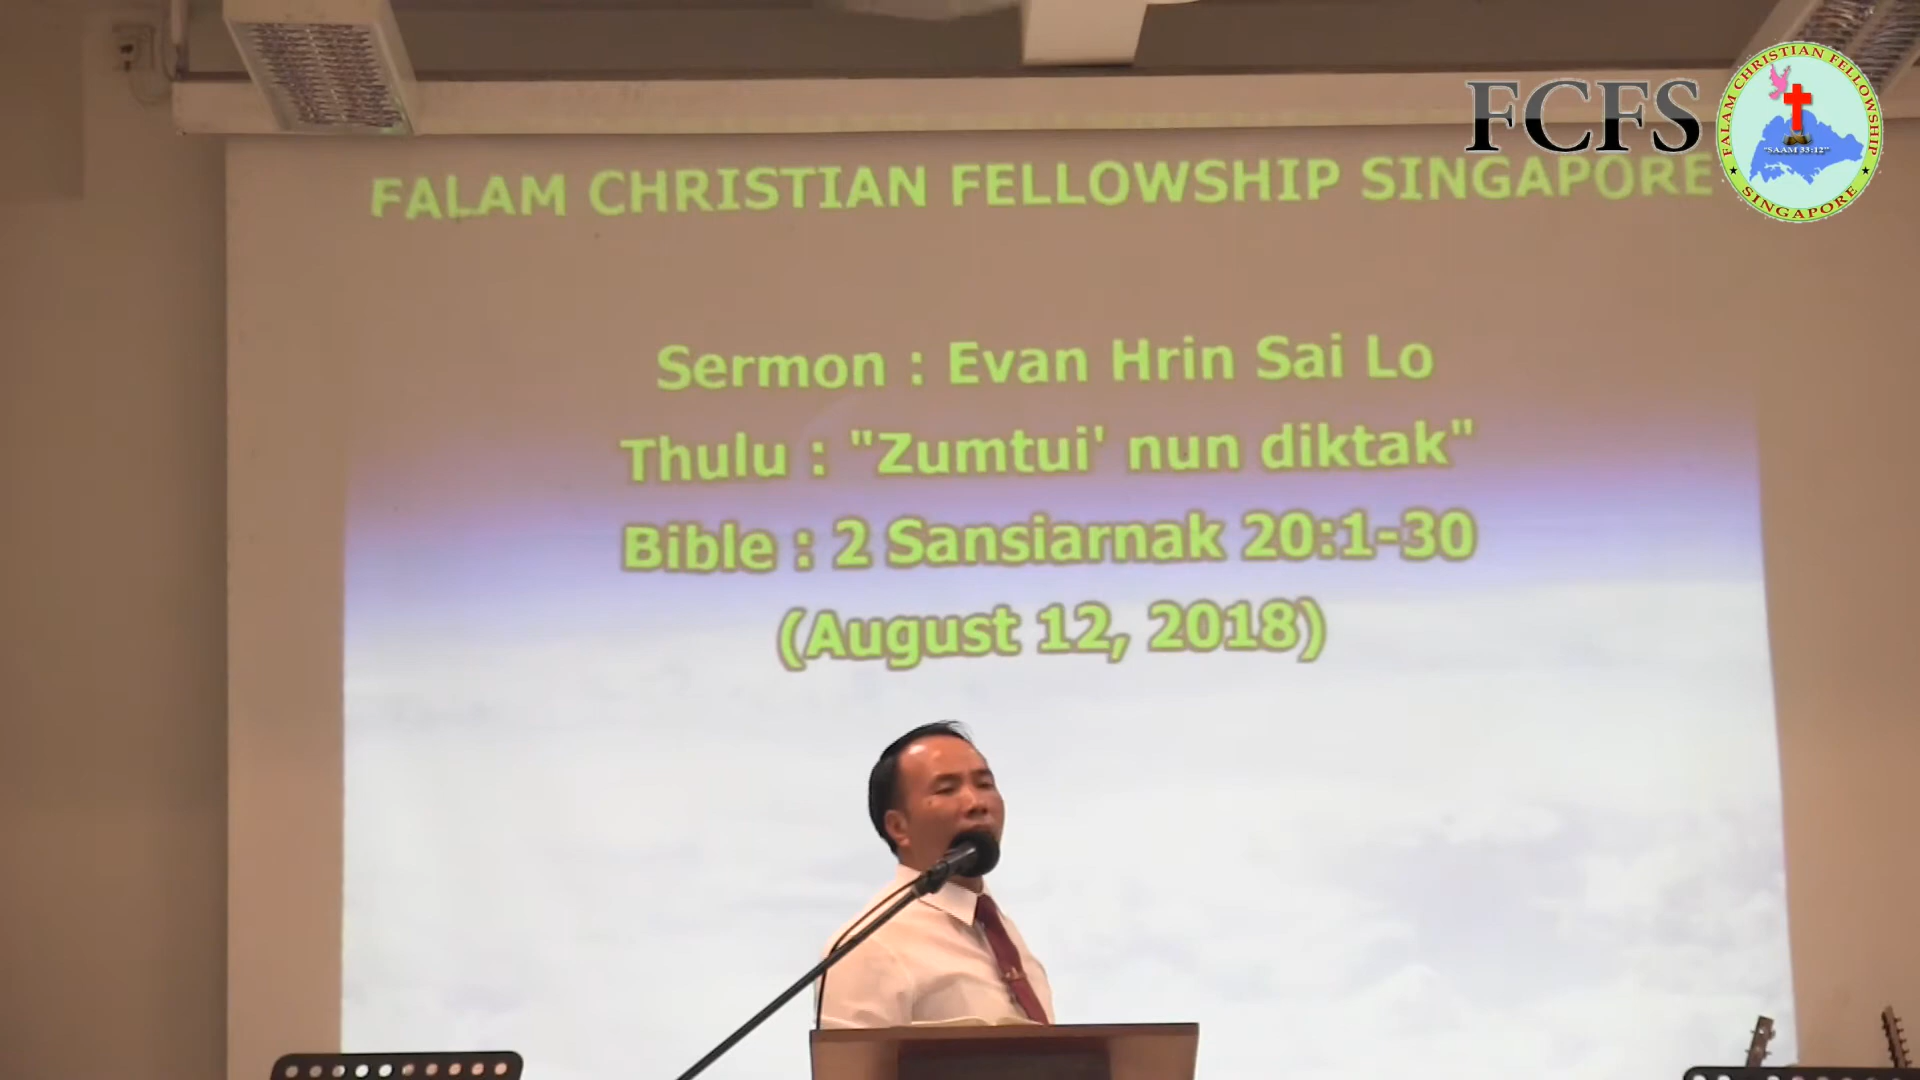 FCFS
FALAM CHRISTIAN FELLOWSHIP
"SAAM 33:12"
SINGAPORE
FALAM CHRISTIAN FELLOWSHIP SINGAPORE
Sermon : Evan Hrin Sai Lo
Thulu : "Zumtui' nun diktak"
Bible : 2 Sansiarnak 20:1-30
(August 12, 2018)